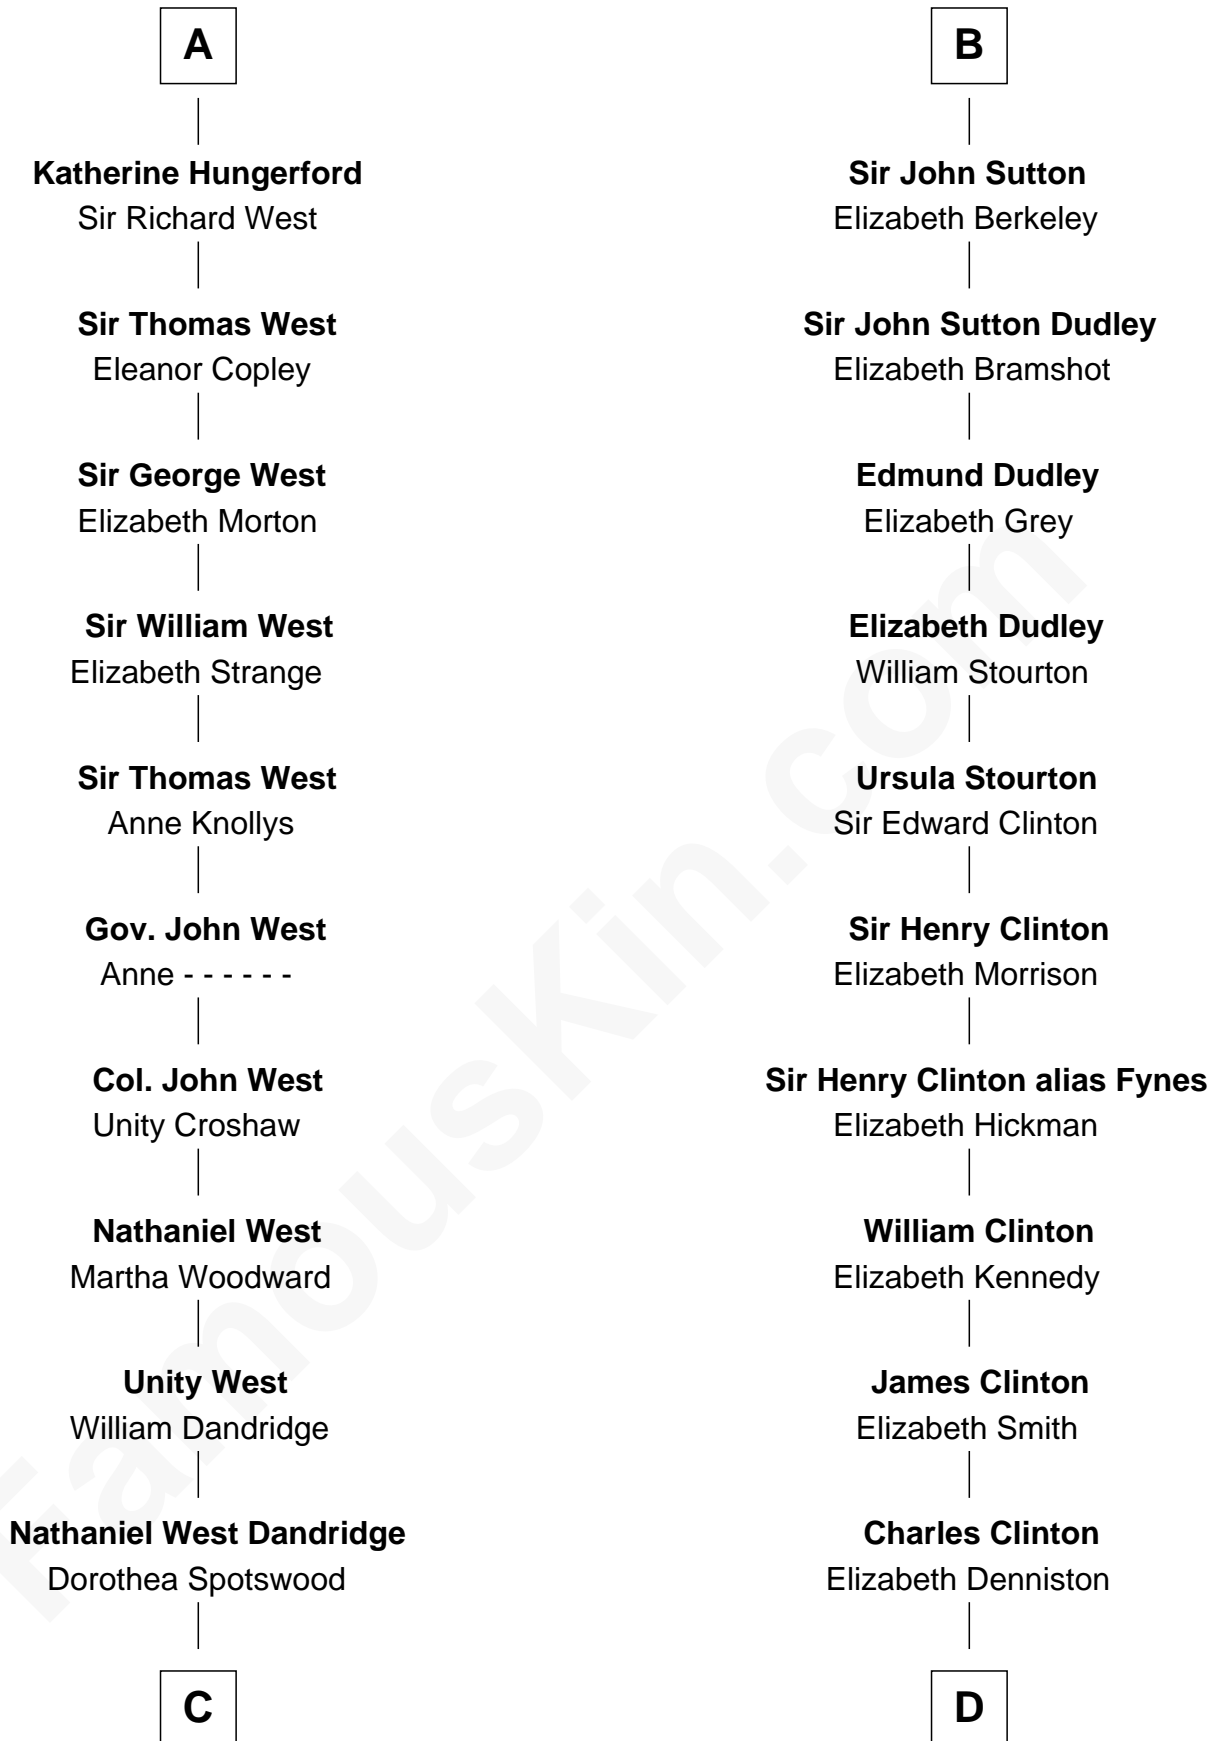 A
Katherine Hungerford
Sir Richard West
Sir Thomas West
Eleanor Copley
Sir George West
Elizabeth Morton
Sir William West
Elizabeth Strange
Sir Thomas West
Anne Knollys
Gov. John West
Anne - - - - - -
Col. John West
Unity Croshaw
Nathaniel West
Martha Woodward
Unity West
William Dandridge
Nathaniel West Dandridge
Dorothea Spotswood
C
B
Sir John Sutton
Elizabeth Berkeley
Sir John Sutton Dudley
Elizabeth Bramshot
Edmund Dudley
Elizabeth Grey
Elizabeth Dudley
William Stourton
Ursula Stourton
Sir Edward Clinton
Sir Henry Clinton
Elizabeth Morrison
Sir Henry Clinton alias Fynes
Elizabeth Hickman
William Clinton
Elizabeth Kennedy
James Clinton
Elizabeth Smith
Charles Clinton
Elizabeth Denniston
D
FamousKin.com